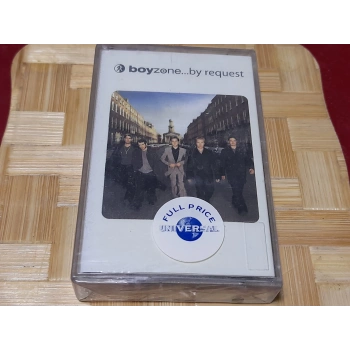 boyzone...by request
FULL PRICE
UNIVERSAL